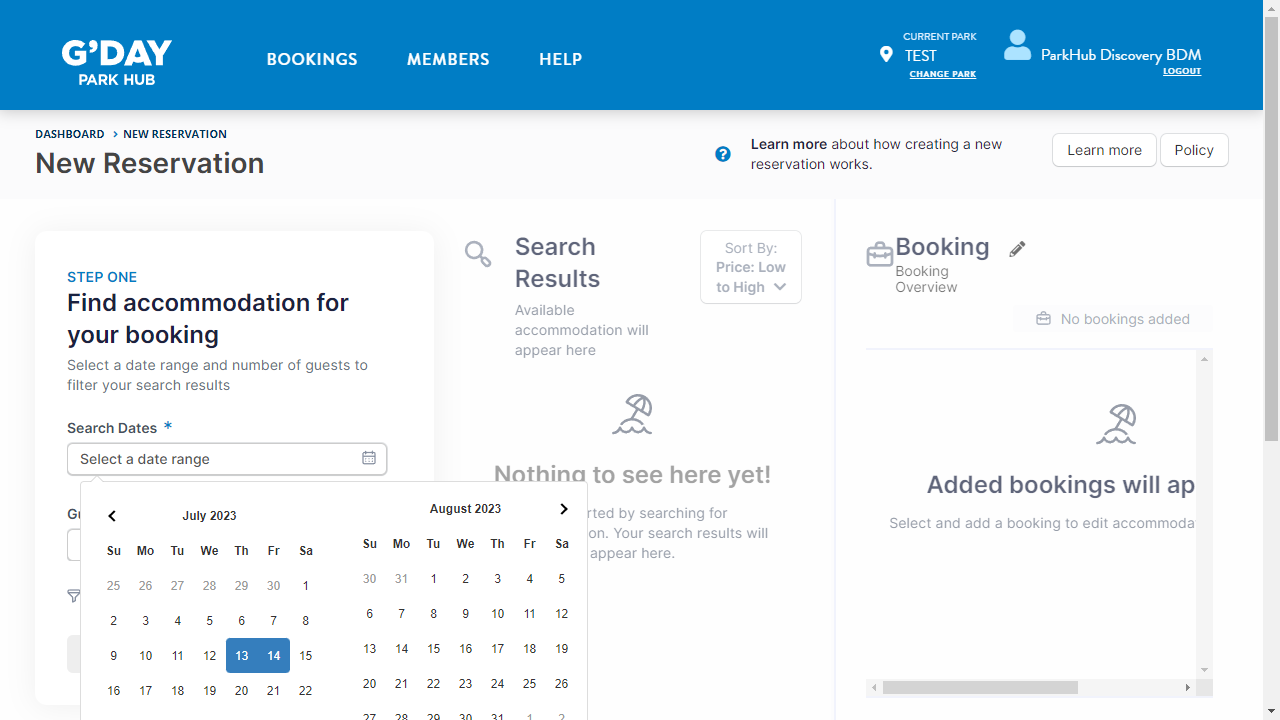 G'DAY
PARK HUB
BOOKINGS
MEMBERS
HELP
CURRENT PARK
TEST
CHANGE PARK
ParkHub Discovery BDM
LOGOUT
DASHBOARD
NEW RESERVATION
New Reservation
Learn more about how creating a new
reservation works.
Learn more
Policy
STEP ONE
Find accommodation for
your booking
Select a date range and number of guests to
filter your search results
Search Dates *
Select a date range
July 2023
Su Mo Tu We Th Fr Sa
25 26 27 28 29 30 1
2 3 4 5 6 7 8
9 10 11 12 13 14 15
16 17 18 19 20 21 22
August 2023
Su Mo Tu We Th Fr Sa
30 31 1 2 3 4 5
6 7 8 9 10 11 12
13 14 15 16 17 18 19
20 21 22 23 24 25 26
27 28 29 30 31 1 2
Search
Results
Available
accommodation will
appear here
Sort By:
Price: Low
to High
Nothing to see here yet!
rted by searching for
on. Your search results will
appear here.
Booking
Booking
Overview
No bookings added
Added bookings will ap
Select and add a booking to edit accommoda